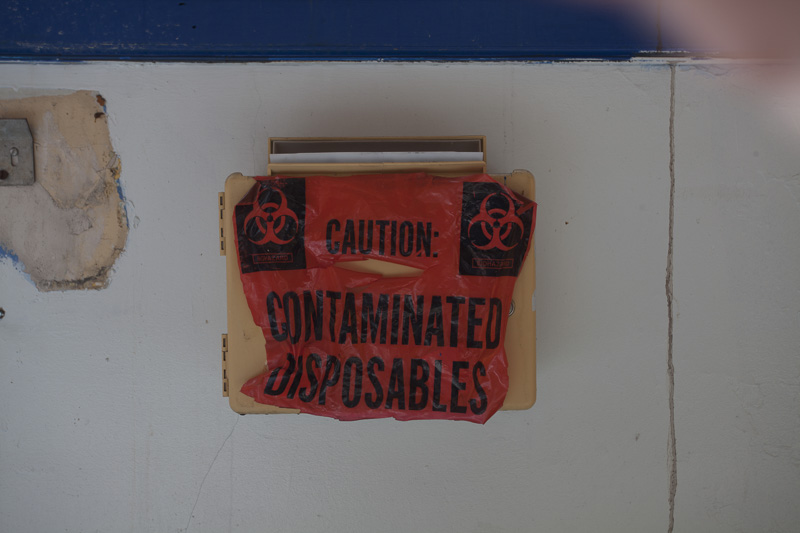 CAUTION:
CONTAMINATED
DISPOSABLES